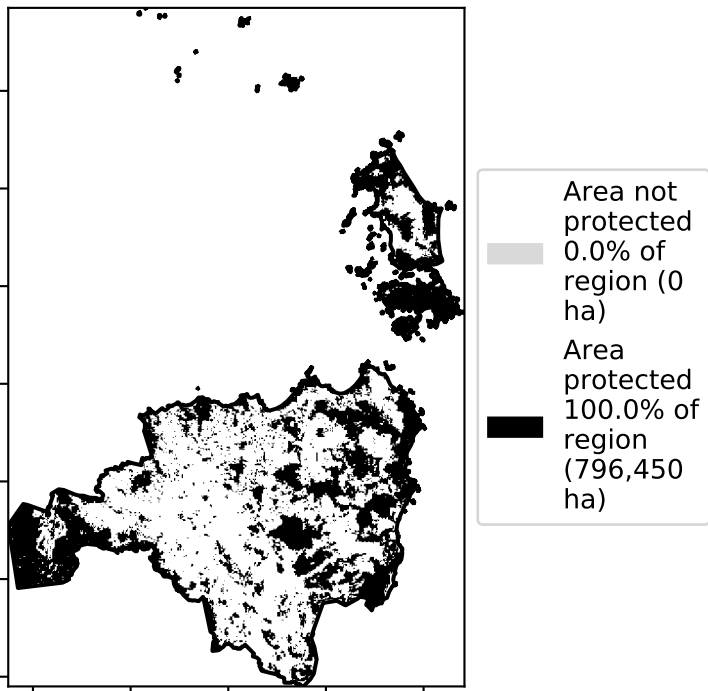 Area not
protected
0.0% of
region (0
ha)
Area
protected
100.0% of
region
(796,450
ha)